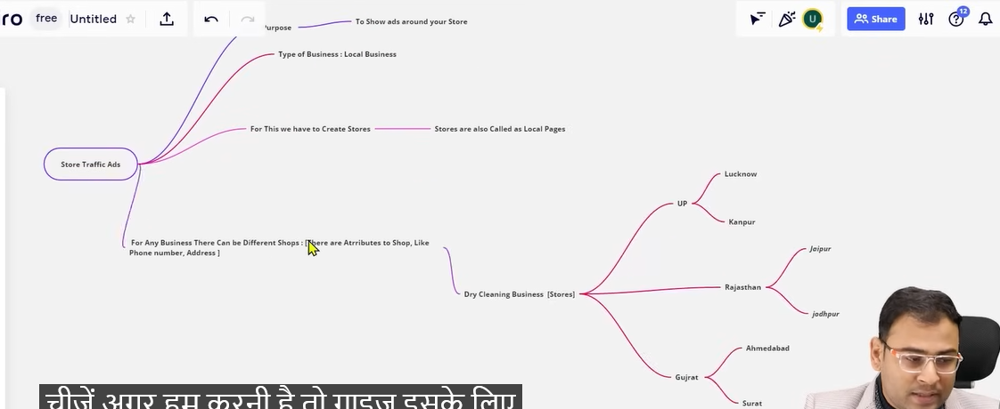 ro free Untitled
Share
12
U
Purpose
To Show ads around your Store
Type of Business : Local Business
For This we have to Create Stores
Stores are also Called as Local Pages
Store Traffic Ads
For Any Business There Can be Different Shops : [There are Atrributes to Shop, Like
Phone number, Address ]
Dry Cleaning Business [Stores]
UP
Lucknow
Kanpur
Rajasthan
Jaipur
jodhpur
Gujrat
Ahmedabad
Surat
चीजें अगर हम करनी है तो गाइज इसके लिए